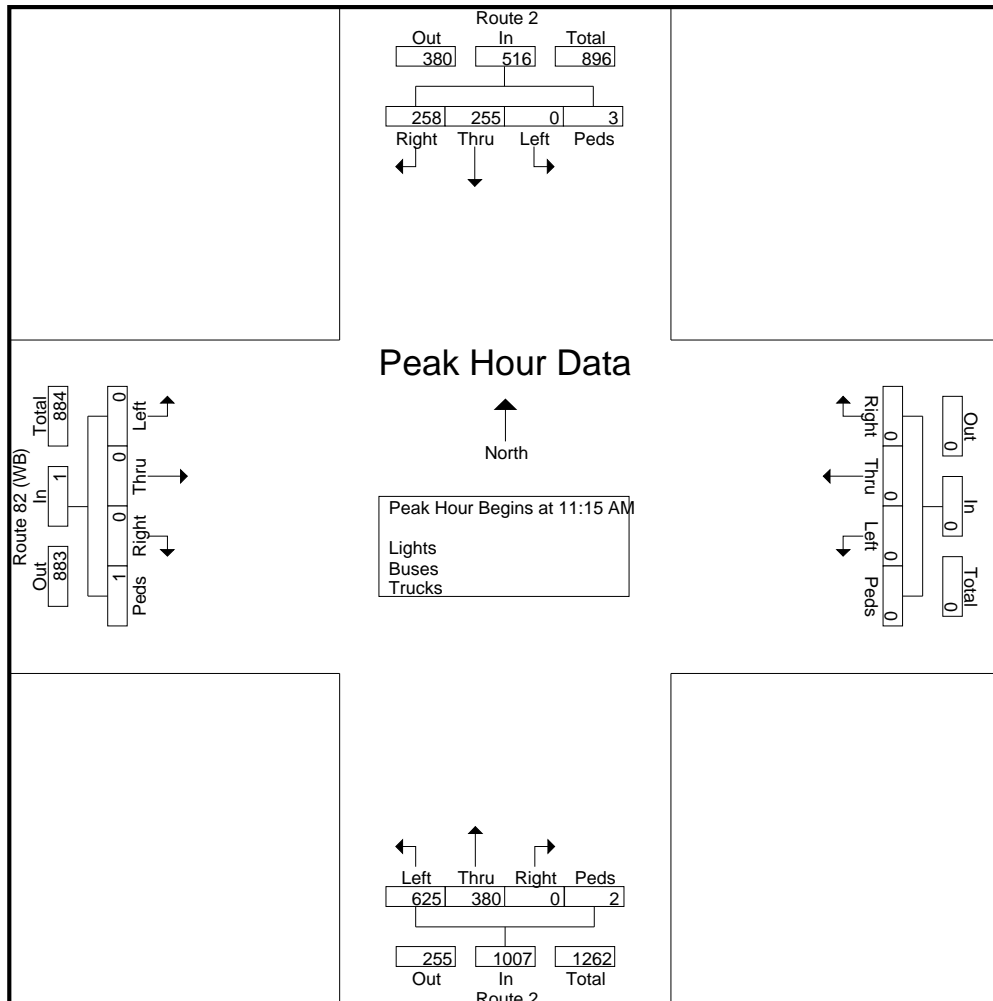 Route 2
Out In Total
380 516 896
258 255 0 3
Right Thru Left Peds
Peak Hour Data
North
Peak Hour Begins at 11:15 AM
Lights
Buses
Trucks
Route 82 (WB)
Total In Out
884 1 883
0 0 0 1
Left Thru Right Peds
Right Thru Left Peds
0 0 0 0
Out In Total
0 0 0
Left Thru Right Peds
625 380 0 2
255 1007 1262
Out In Total
Route 2